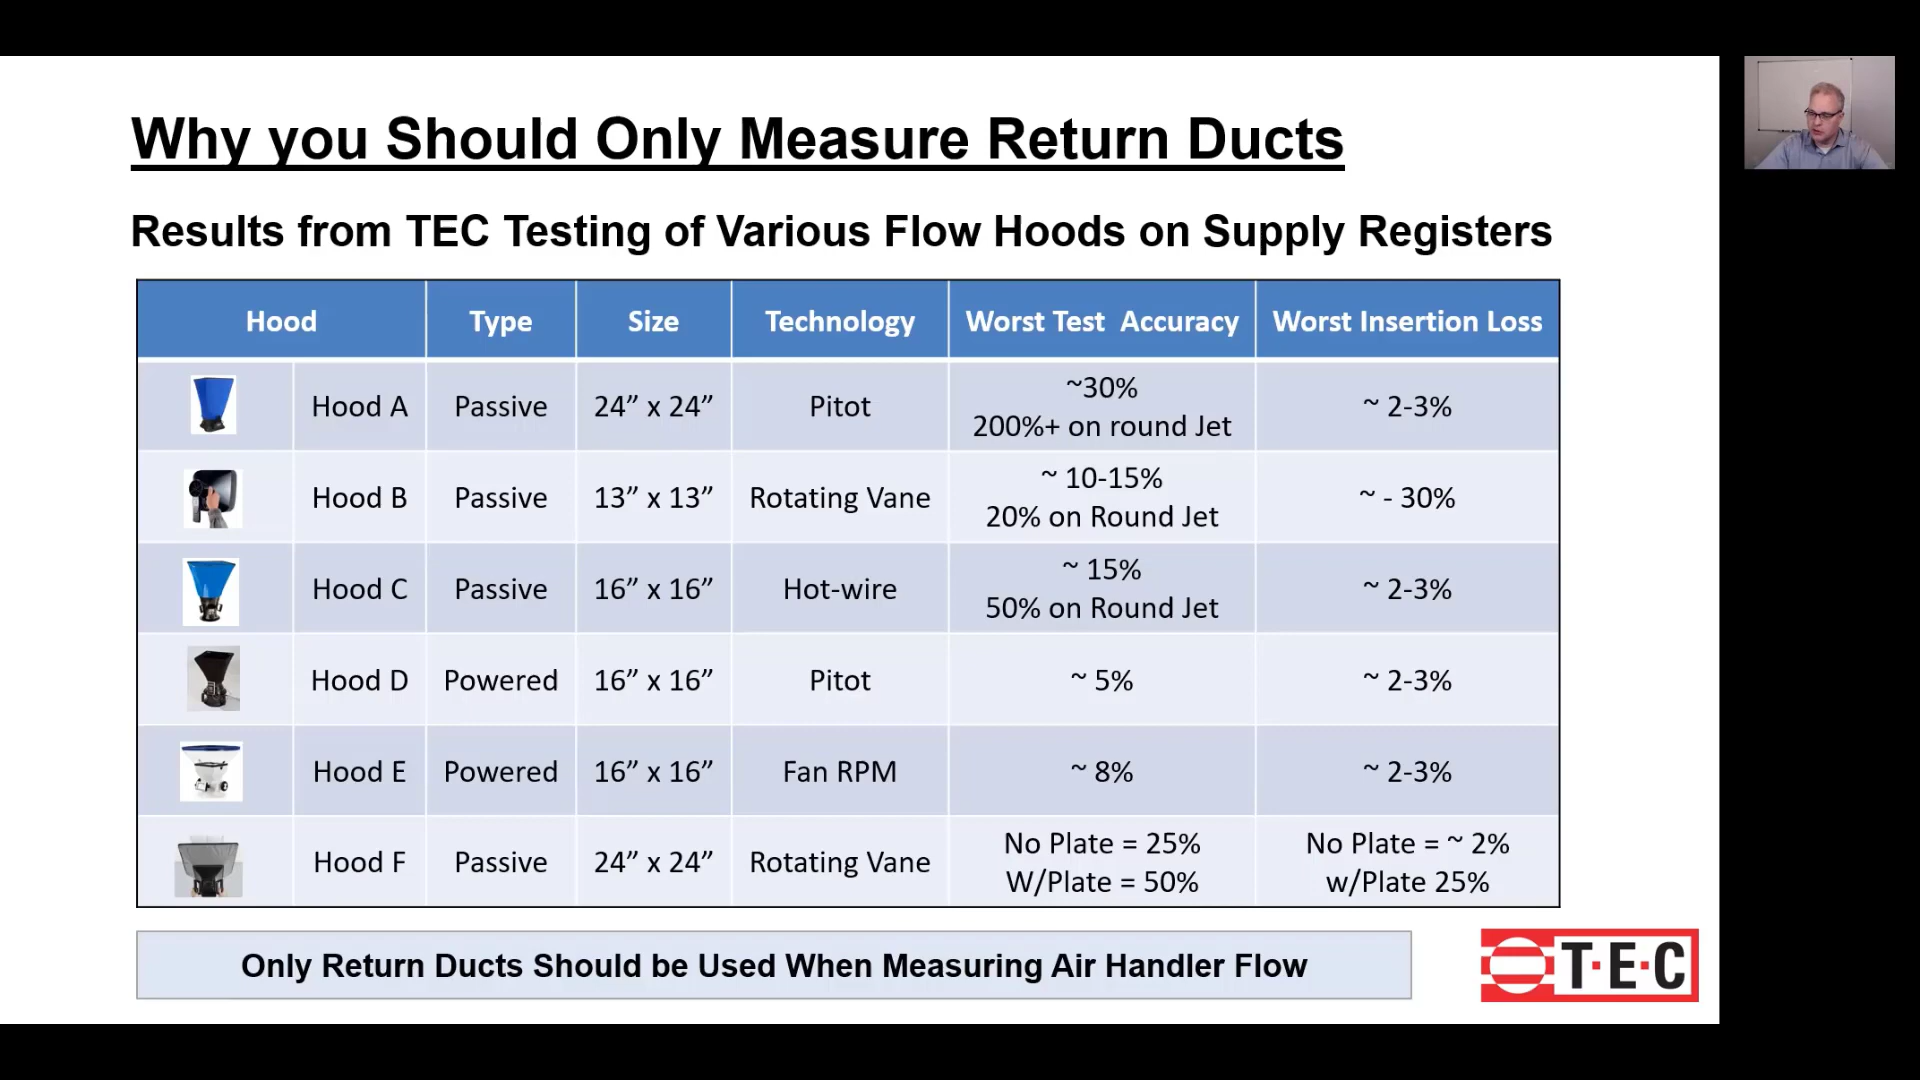 Why you Should Only Measure Return Ducts
Results from TEC Testing of Various Flow Hoods on Supply Registers
Hood Type Size Technology Worst Test Accuracy Worst Insertion Loss
Hood A Passive 24” x 24” Pitot ~30% ~ 2-3%
200%+ on round Jet
Hood B Passive 13” x 13” Rotating Vane ~ 10-15% ~ - 30%
20% on Round Jet
Hood C Passive 16” x 16” Hot-wire ~ 15% ~ 2-3%
50% on Round Jet
Hood D Powered 16” x 16” Pitot ~ 5% ~ 2-3%
Hood E Powered 16” x 16” Fan RPM ~ 8% ~ 2-3%
Hood F Passive 24” x 24” Rotating Vane No Plate = 25% No Plate = ~ 2%
W/Plate = 50% w/Plate 25%
Only Return Ducts Should be Used When Measuring Air Handler Flow
T·E·C